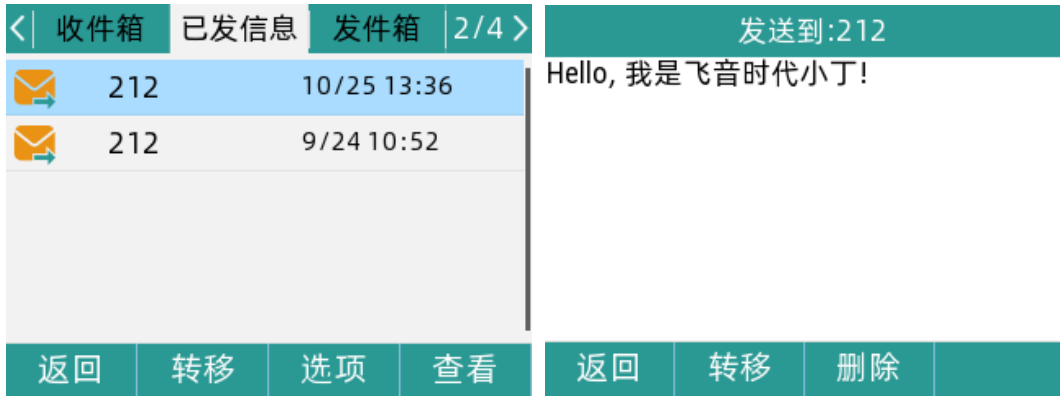 收件箱 已发信息 发件箱 2/4
212 10/25 13:36
212 9/24 10:52
返回 转移 选项 查看
发送到:212
Hello, 我是飞音时代小丁!
返回 转移 删除